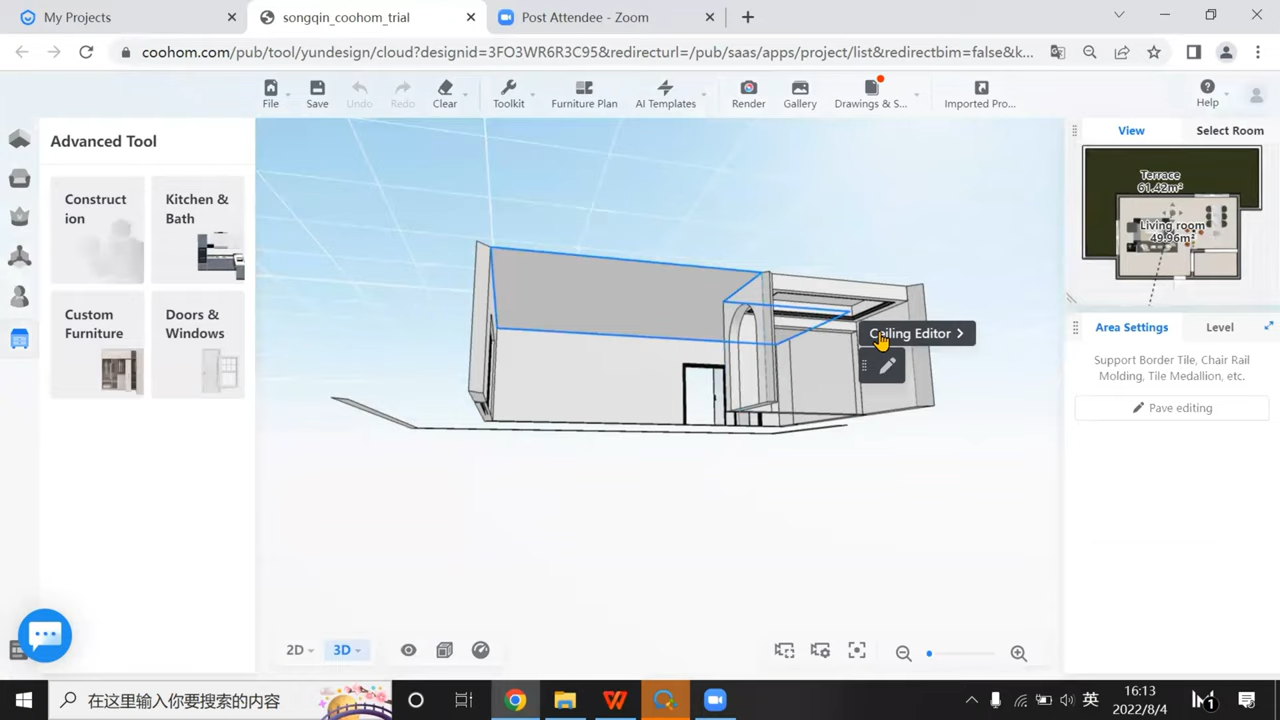 My Projects
songqin_coohom_trial
Post Attendee - Zoom
coohom.com/pub/tool/yundesign/cloud?designid=3FO3WR6R3C95&redirecturl=/pub/saas/apps/project/list&redirectbim=false&k...
File
Save
Undo
Redo
Clear
Toolkit
Furniture Plan
AI Templates
Render
Gallery
Drawings & S...
Imported Pro...
Help
Advanced Tool
Construct
ion
Kitchen &
Bath
Custom
Furniture
Doors &
Windows
View
Select Room
Terrace
61.42m²
Living room
49.96m²
Ceiling Editor >
Area Settings
Level
Support Border Tile, Chair Rail
Molding, Tile Medallion, etc.
Pave editing
2D
3D
在这里输入你要搜索的内容
英
16:13
2022/8/4
1